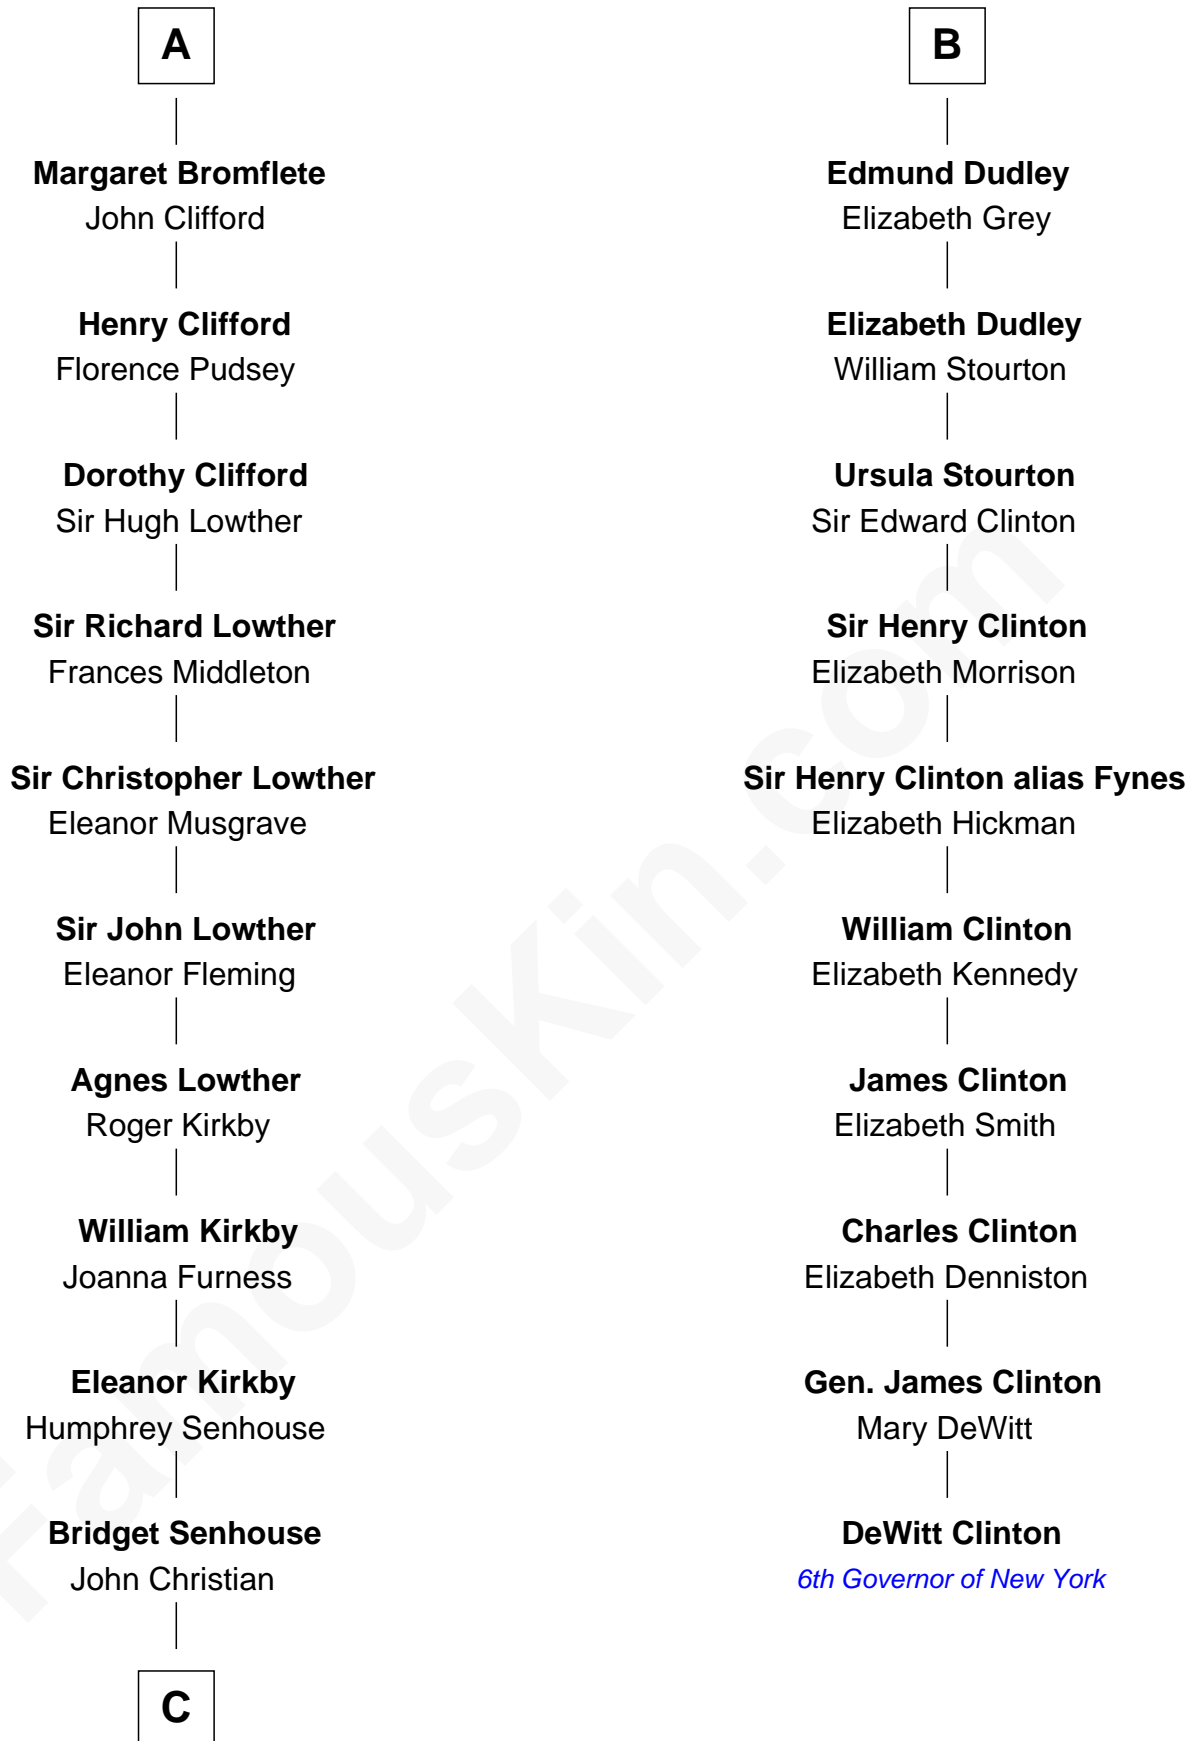 A
Margaret Bromflete
John Clifford
Henry Clifford
Florence Pudsey
Dorothy Clifford
Sir Hugh Lowther
Sir Richard Lowther
Frances Middleton
Sir Christopher Lowther
Eleanor Musgrave
Sir John Lowther
Eleanor Fleming
Agnes Lowther
Roger Kirkby
William Kirkby
Joanna Furness
Eleanor Kirkby
Humphrey Senhouse
Bridget Senhouse
John Christian
C
B
Edmund Dudley
Elizabeth Grey
Elizabeth Dudley
William Stourton
Ursula Stourton
Sir Edward Clinton
Sir Henry Clinton
Elizabeth Morrison
Sir Henry Clinton alias Fynes
Elizabeth Hickman
William Clinton
Elizabeth Kennedy
James Clinton
Elizabeth Smith
Charles Clinton
Elizabeth Denniston
Gen. James Clinton
Mary DeWitt
DeWitt Clinton
6th Governor of New York
FamousKin.com